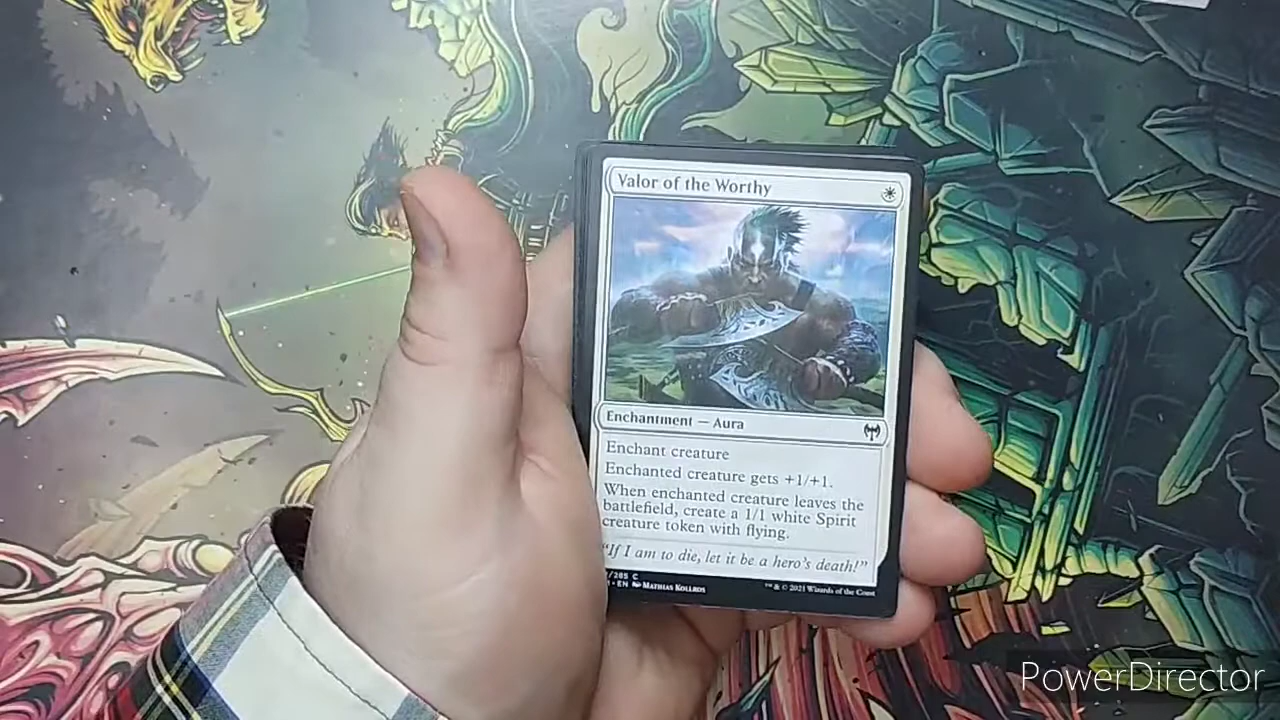 Valor of the Worthy
Enchantment — Aura
Enchant creature
Enchanted creature gets +1/+1.
When enchanted creature leaves the
battlefield, create a 1/1 white Spirit
creature token with flying.
"If I am to die, let it be a hero's death!"
/285 C
• EN Mathias Kollros
™ & © 2021 Wizards of the Coast
PowerDirector